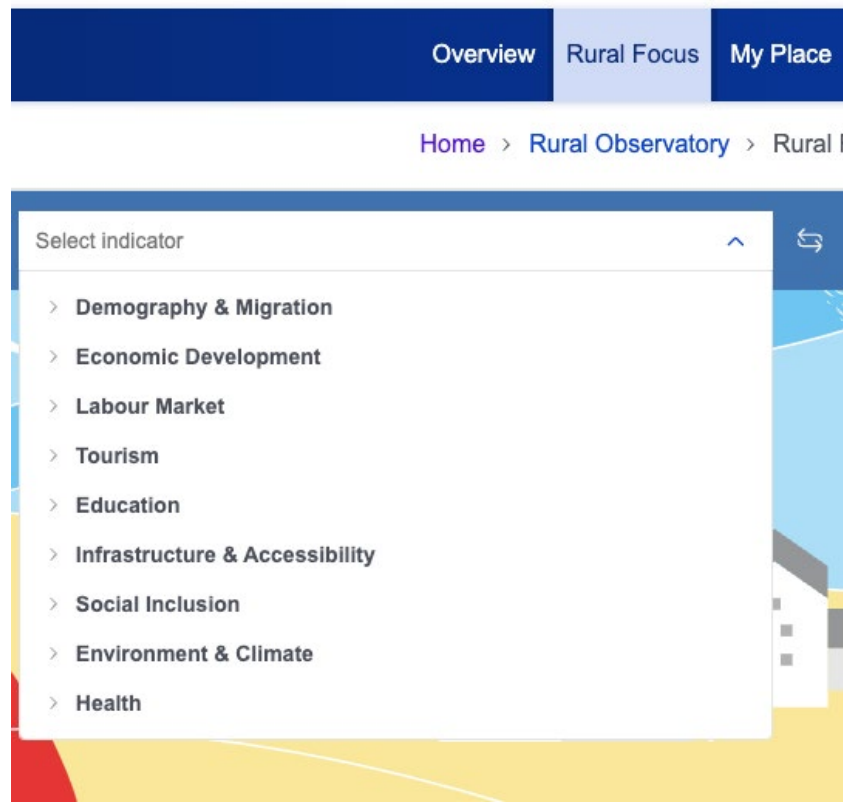 Overview Rural Focus My Place
Home > Rural Observatory > Rural
Select indicator
Demography & Migration
Economic Development
Labour Market
Tourism
Education
Infrastructure & Accessibility
Social Inclusion
Environment & Climate
Health